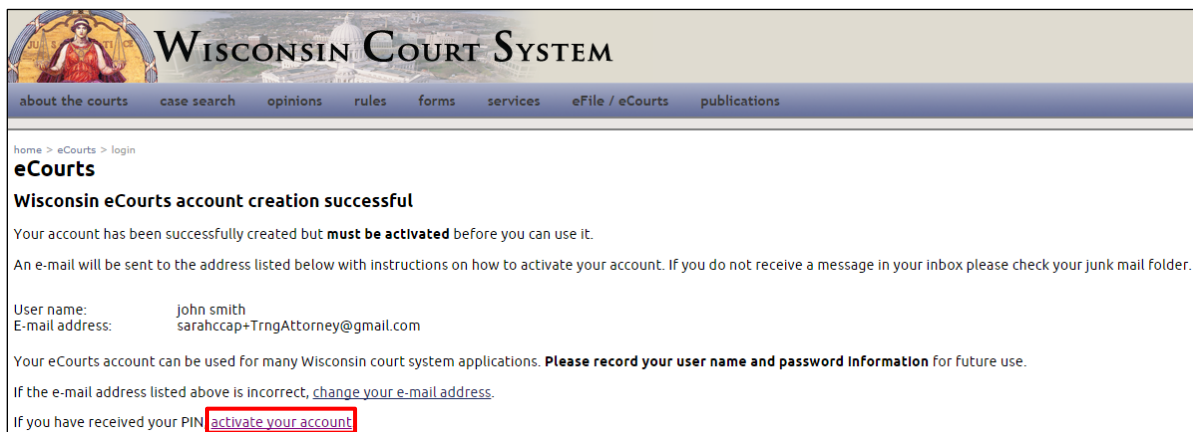 WISCONSIN COURT SYSTEM
about the courts case search opinions rules forms services eFile / eCourts publications
home > eCourts > login
eCourts
Wisconsin eCourts account creation successful
Your account has been successfully created but must be activated before you can use it.
An e-mail will be sent to the address listed below with instructions on how to activate your account. If you do not receive a message in your inbox please check your junk mail folder.
User name: john smith
E-mail address: sarahccap+TrngAttorney@gmail.com
Your eCourts account can be used for many Wisconsin court system applications. Please record your user name and password information for future use.
If the e-mail address listed above is incorrect, change your e-mail address.
If you have received your PIN activate your account